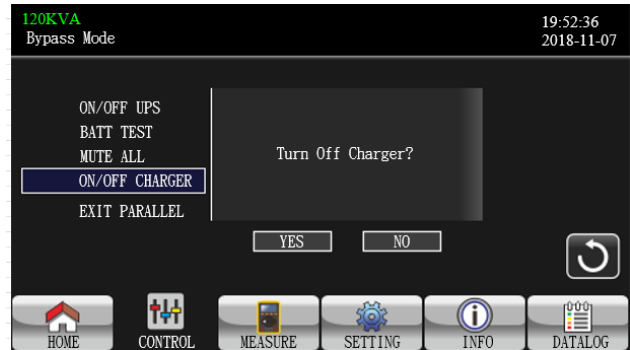 120KVA
Bypass Mode
19:52:36
2018-11-07
ON/OFF UPS
BATT TEST
MUTE ALL
ON/OFF CHARGER
EXIT PARALLEL
Turn Off Charger?
YES NO
HOME CONTROL MEASURE SETTING INFO DATALOG